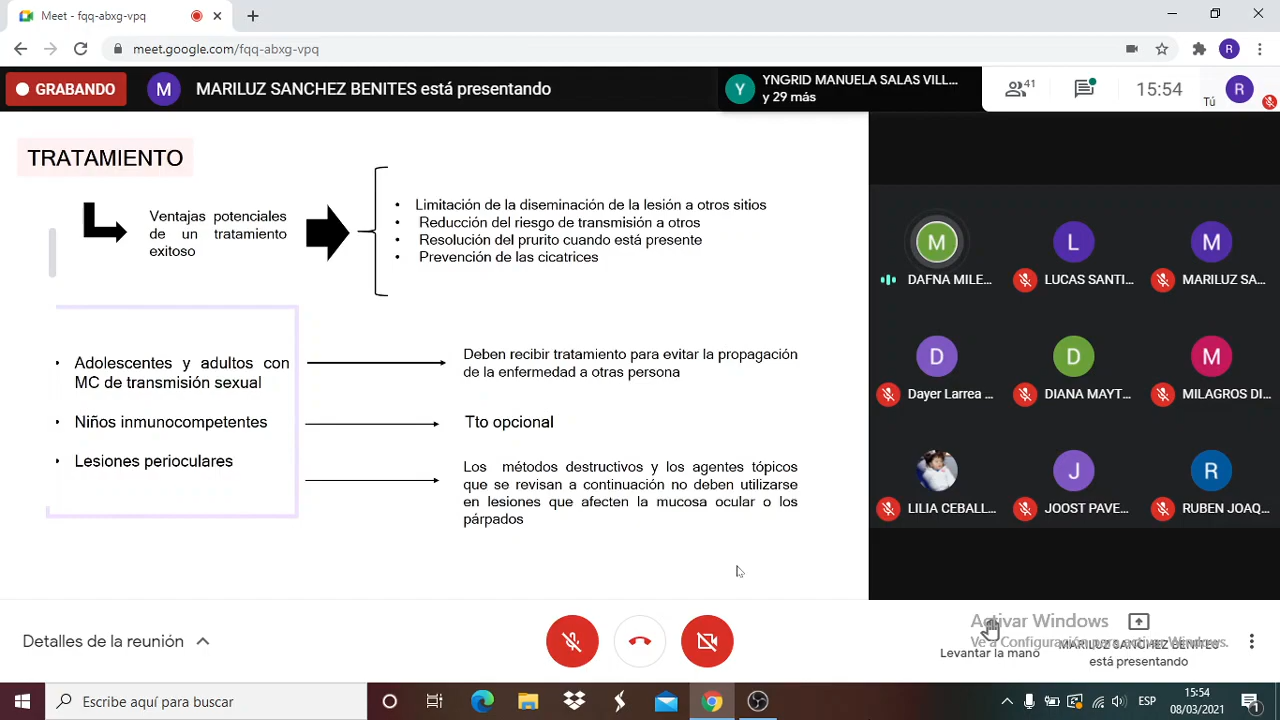 Meet - fqq-abxg-vpq
meet.google.com/fqq-abxg-vpq
R
GRABANDO
M
MARILUZ SANCHEZ BENITES está presentando
Y
YNGRID MANUELA SALAS VILL...
y 29 más
41
15:54
Tú
R
TRATAMIENTO
Ventajas potenciales
de un tratamiento
exitoso
• Limitación de la diseminación de la lesión a otros sitios
• Reducción del riesgo de transmisión a otros
• Resolución del prurito cuando está presente
• Prevención de las cicatrices
• Adolescentes y adultos con
MC de transmisión sexual
Deben recibir tratamiento para evitar la propagación
de la enfermedad a otras persona
• Niños inmunocompetentes
Tto opcional
• Lesiones perioculares
Los métodos destructivos y los agentes tópicos
que se revisan a continuación no deben utilizarse
en lesiones que afecten la mucosa ocular o los
párpados
M
DAFNA MILE...
L
LUCAS SANTI...
M
MARILUZ SA...
D
Dayer Larrea ...
D
DIANA MAYT...
M
MILAGROS DI...
LILIA CEBALL...
J
JOOST PAVE...
R
RUBEN JOAQ...
Detalles de la reunión
Activar Windows
Ve a Configuración para activar Windows.
Levantar la mano
MARILUZ SANCHEZ BENITES
está presentando
Escribe aquí para buscar
ESP
15:54
08/03/2021
1